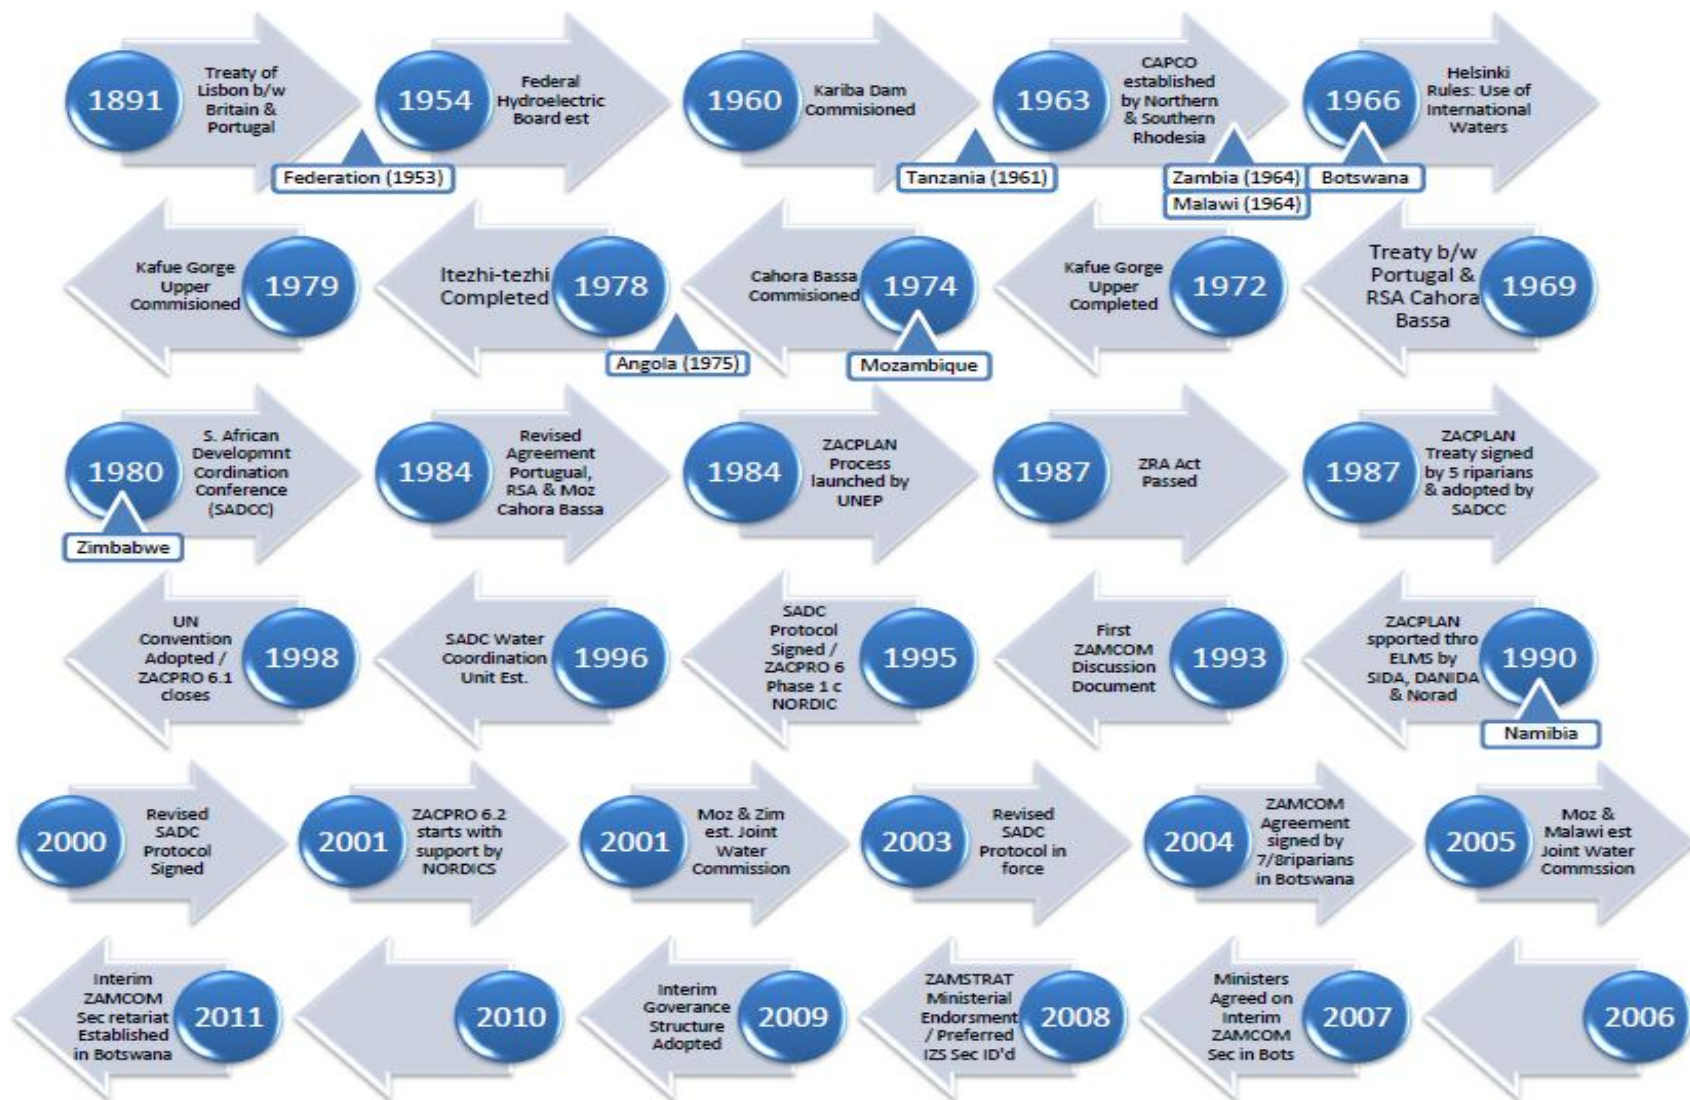 1891
Treaty of
Lisbon b/w
Britain &
Portugal
Federation (1953)
1954
Federal
Hydroelectric
Board est
1960
Kariba Dam
Commisioned
Tanzania (1961)
1963
CAPCO
established
by Northern
& Southern
Rhodesia
Zambia (1964)
Malawi (1964)
1966
Helsinki
Rules: Use of
International
Waters
Botswana
1969
Treaty b/w
Portugal &
RSA Cahora
Bassa
1972
Kafue Gorge
Upper
Completed
1974
Cahora Bassa
Commisioned
Mozambique
Angola (1975)
1978
Itezhi-tezhi
Completed
1979
Kafue Gorge
Upper
Commisioned
1980
S. African
Developmnt
Cordination
Conference
(SADCC)
Zimbabwe
1984
Revised
Agreement
Portugual,
RSA & Moz
Cahora Bassa
1984
ZACPLAN
Process
launched by
UNEP
1987
ZRA Act
Passed
1987
ZACPLAN
Treaty signed
by 5 riparians
& adopted by
SADCC
1990
ZACPLAN
spported thro
ELMS by
SIDA, DANIDA
& Norad
Namibia
1993
First
ZAMCOM
Discussion
Document
1995
SADC
Protocol
Signed /
ZACPRO 6
Phase 1 c
NORDIC
1996
SADC Water
Coordination
Unit Est.
1998
UN
Convention
Adopted /
ZACPRO 6.1
closes
2000
Revised
SADC
Protocol
Signed
2001
ZACPRO 6.2
starts with
support by
NORDICS
2001
Moz & Zim
est. Joint
Water
Commission
2003
Revised
SADC
Protocol in
force
2004
ZAMCOM
Agreement
signed by
7/8riparians
in Botswana
2005
Moz &
Malawi est
Joint Water
Commssion
2006
2007
Ministers
Agreed on
Interim
ZAMCOM
Sec in Bots
2008
ZAMSTRAT
Ministerial
Endorsment
/ Preferred
IZS Sec ID'd
2009
Interim
Goverance
Structure
Adopted
2010
2011
Interim
ZAMCOM
Sec retariat
Established
in Botswana